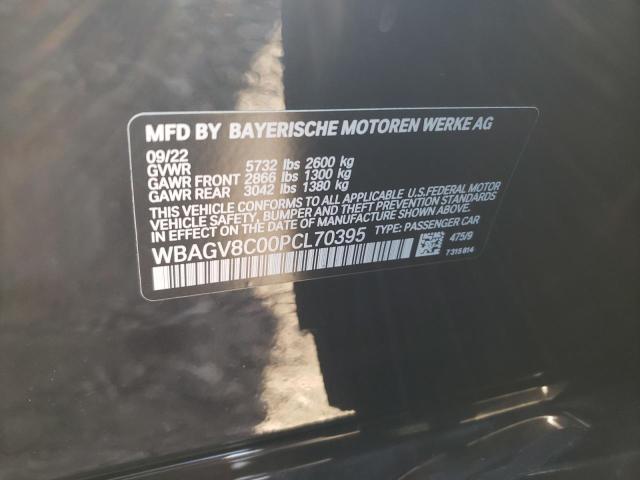 MFD BY BAYERISCHE MOTOREN WERKE AG
09/22
GVWR 5732 lbs 2600 kg
GAWR FRONT 2866 lbs 1300 kg
GAWR REAR 3042 lbs 1380 kg
THIS VEHICLE CONFORMS TO ALL APPLICABLE U.S.FEDERAL MOTOR
VEHICLE SAFETY, BUMPER AND THEFT PREVENTION STANDARDS
IN EFFECT ON THE DATE OF MANUFACTURE SHOWN ABOVE.
WBAGV8C00PCL70395 TYPE: PASSENGER CAR
475/9
7 315 814